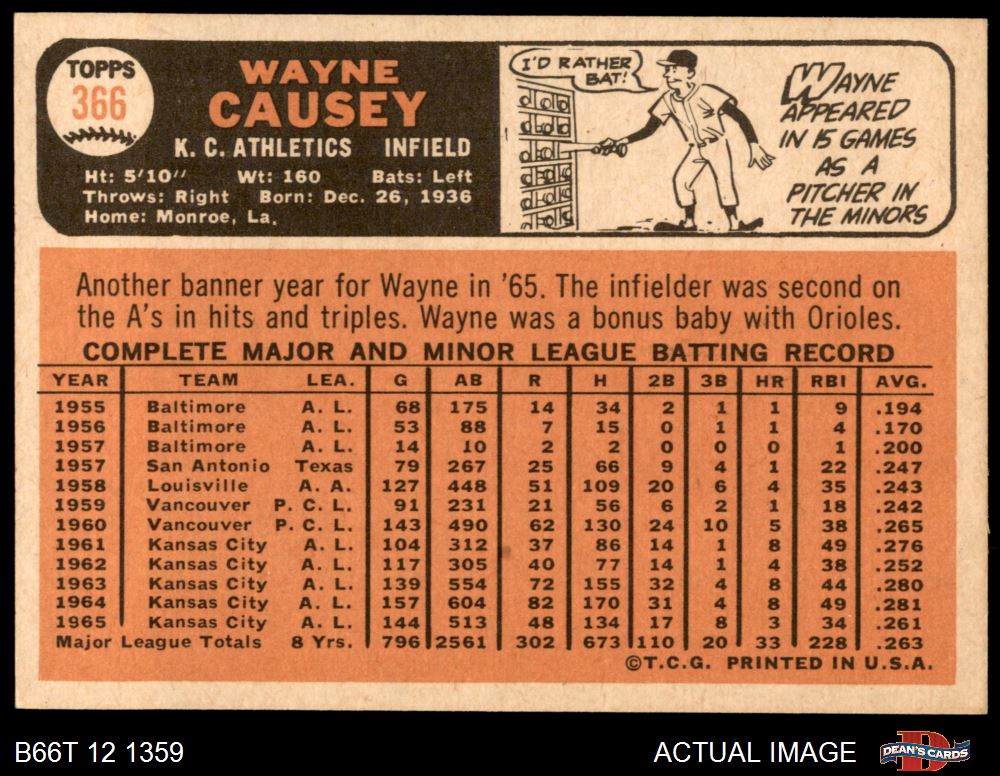 TOPPS
366
WAYNE
CAUSEY
K. C. ATHLETICS INFIELD
Ht: 5'10" Wt: 160 Bats: Left
Throws: Right Born: Dec. 26, 1936
Home: Monroe, La.
I'D RATHER
BAT!
WAYNE
APPEARED
IN 15 GAMES
AS A
PITCHER IN
THE MINORS
Another banner year for Wayne in '65. The infielder was second on
the A's in hits and triples. Wayne was a bonus baby with Orioles.
COMPLETE MAJOR AND MINOR LEAGUE BATTING RECORD
YEAR TEAM LEA. G AB R H 2B 3B HR RBI AVG.
1955 Baltimore A. L. 68 175 14 34 2 1 1 9 .194
1956 Baltimore A. L. 53 88 7 15 0 1 1 4 .170
1957 Baltimore A. L. 14 10 2 2 0 0 0 1 .200
1957 San Antonio Texas 79 267 25 66 9 4 1 22 .247
1958 Louisville A. A. 127 448 51 109 20 6 4 35 .243
1959 Vancouver P. C. L. 91 231 21 56 6 2 1 18 .242
1960 Vancouver P. C. L. 143 490 62 130 24 10 5 38 .265
1961 Kansas City A. L. 104 312 37 86 14 1 8 49 .276
1962 Kansas City A. L. 117 305 40 77 14 1 4 38 .252
1963 Kansas City A. L. 139 554 72 155 32 4 8 44 .280
1964 Kansas City A. L. 157 604 82 170 31 4 8 49 .281
1965 Kansas City A. L. 144 513 48 134 17 8 3 34 .261
Major League Totals 8 Yrs. 796 2561 302 673 110 20 33 228 .263
©T.C.G. PRINTED IN U.S.A.
B66T 12 1359 ACTUAL IMAGE
DEAN'S CARDS